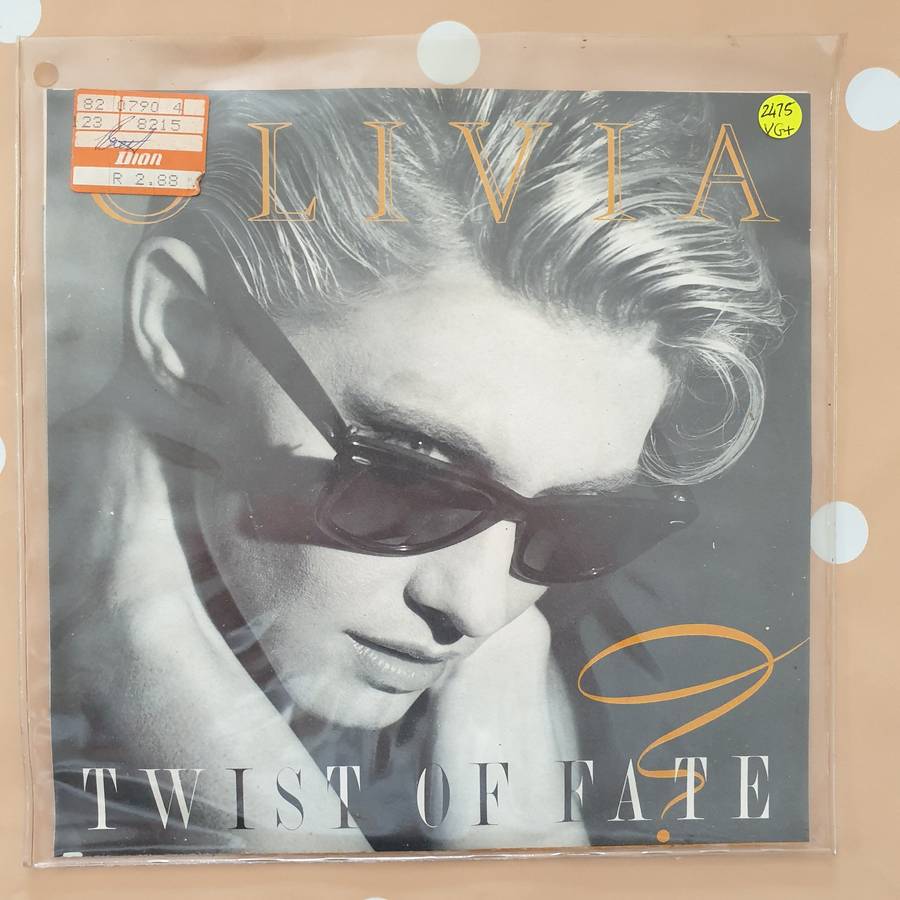 82 0790 4
23 8215
Dion
R 2.88
2475
VG+
OLIVIA
TWIST OF FATE